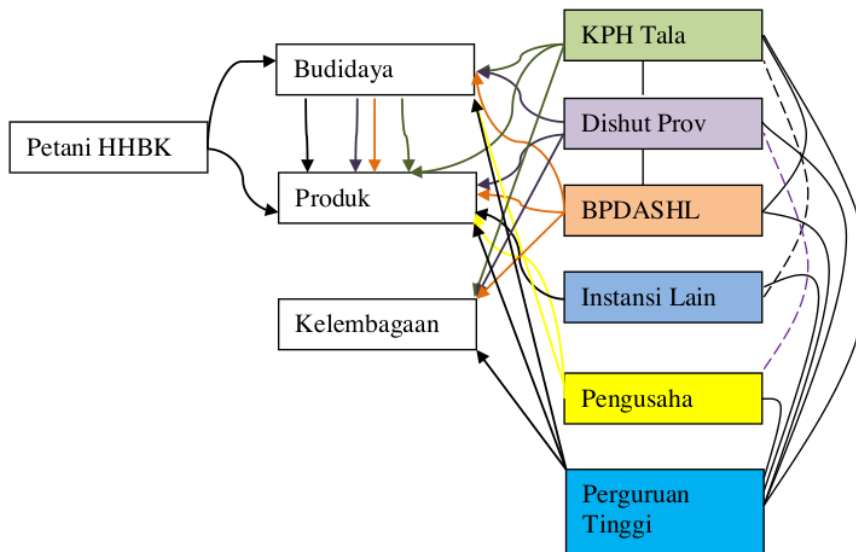 Petani HHBK
Budidaya
Produk
Kelembagaan
KPH Tala
Dishut Prov
BPDASHL
Instansi Lain
Pengusaha
Perguruan
Tinggi